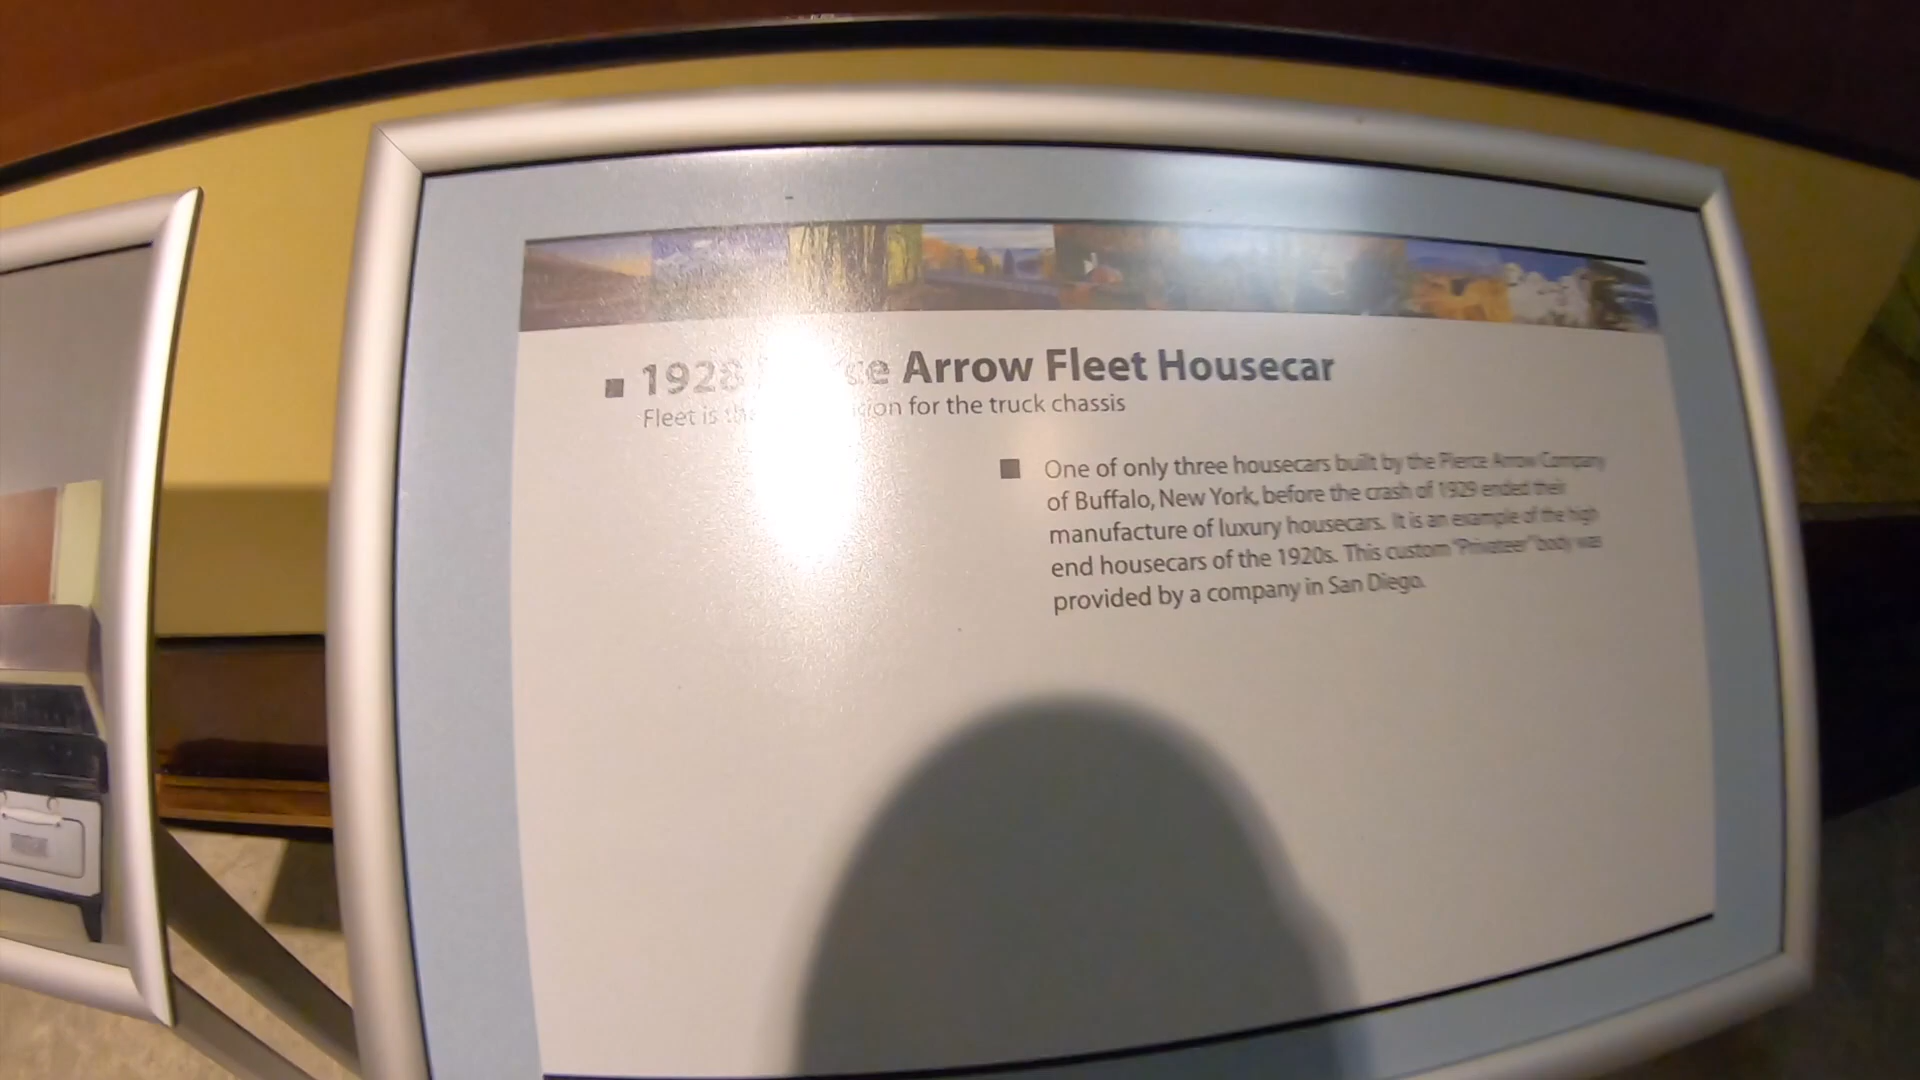 1928 Arrow Fleet Housecar
Fleet is for the truck chassis
One of only three housecars built by the Pierce Arrow Company
of Buffalo, New York, before the crash of 1929 ended their
manufacture of luxury housecars. It is an example of the high
end housecars of the 1920s. This custom "Privateer" body was
provided by a company in San Diego.